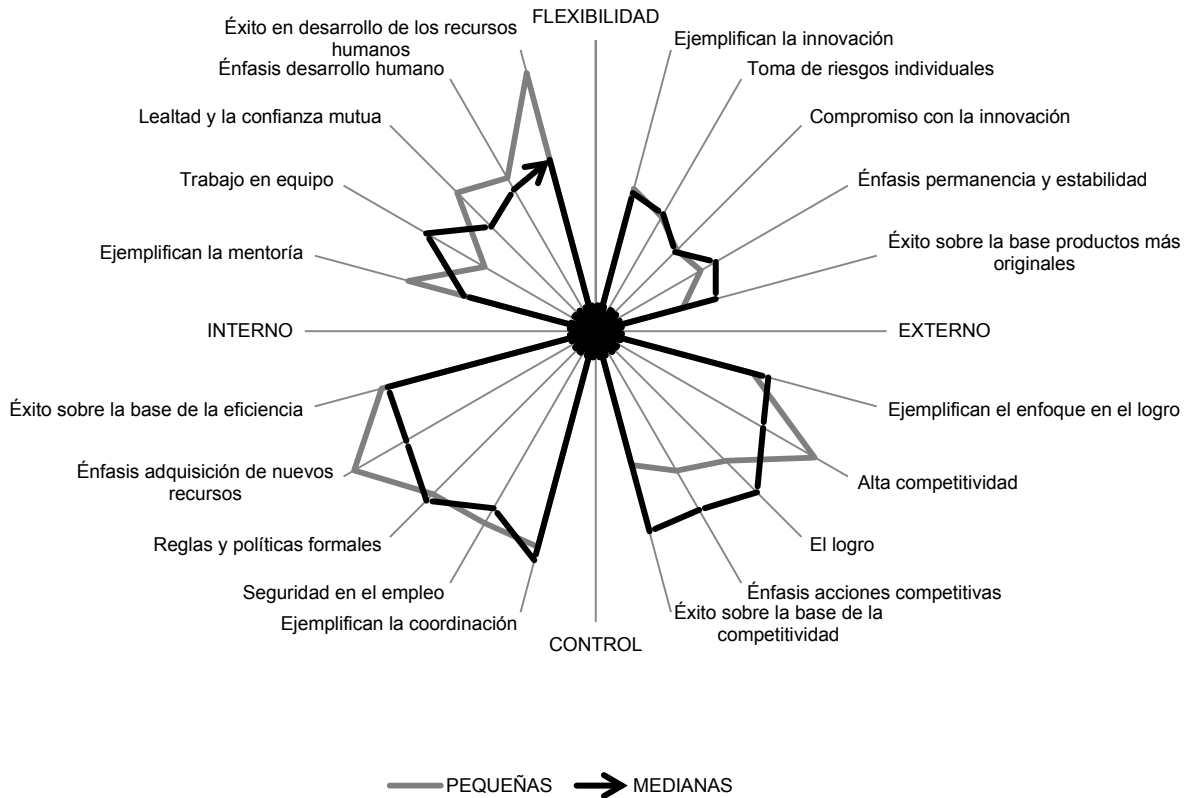 FLEXIBILIDAD
Ejemplifican la innovación
Toma de riesgos individuales
Compromiso con la innovación
Énfasis permanencia y estabilidad
Éxito sobre la base productos más
originales
EXTERNO
Ejemplifican el enfoque en el logro
Alta competitividad
El logro
Énfasis acciones competitivas
Éxito sobre la base de la
competitividad
CONTROL
Ejemplifican la coordinación
Seguridad en el empleo
Reglas y políticas formales
Énfasis adquisición de nuevos
recursos
Éxito sobre la base de la eficiencia
INTERNO
Ejemplifican la mentoría
Trabajo en equipo
Lealtad y la confianza mutua
Énfasis desarrollo humano
Éxito en desarrollo de los recursos
humanos
PEQUEÑAS
MEDIANAS